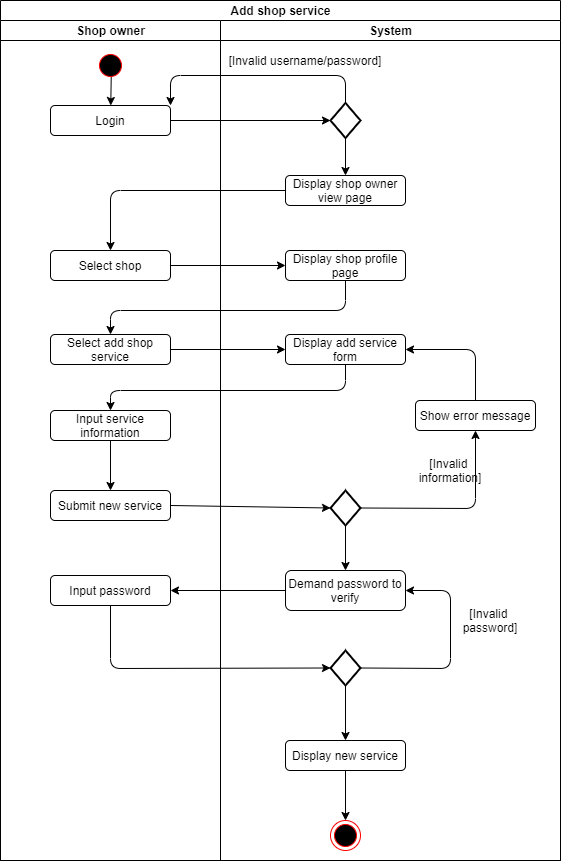 Add shop service
Shop owner
System
[Invalid username/password]
Login
Display shop owner
view page
Select shop
Display shop profile
page
Select add shop
service
Display add service
form
Input service
information
Show error message
[Invalid
information]
Submit new service
Input password
Demand password to
verify
[Invalid
password]
Display new service